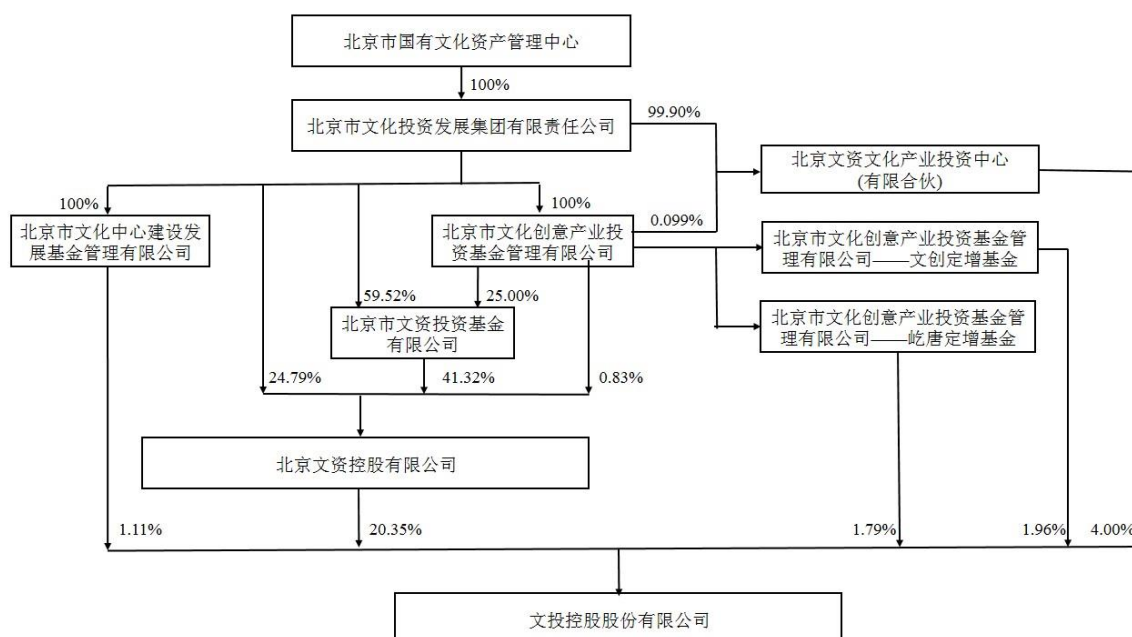 北京市国有文化资产管理中心
100%
北京市文化投资发展集团有限责任公司
99.90%
北京文资文化产业投资中心
(有限合伙)
100%
100%
0.099%
北京市文化中心建设发
展基金管理有限公司
北京市文化创意产业投
资基金管理有限公司
北京市文化创意产业投资基金管
理有限公司——文创定增基金
59.52%
25.00%
北京市文资投资基金
有限公司
北京市文化创意产业投资基金管
理有限公司——屹唐定增基金
24.79%
41.32%
0.83%
北京文资控股有限公司
1.11%
20.35%
1.79%
1.96%
4.00%
文投控股股份有限公司